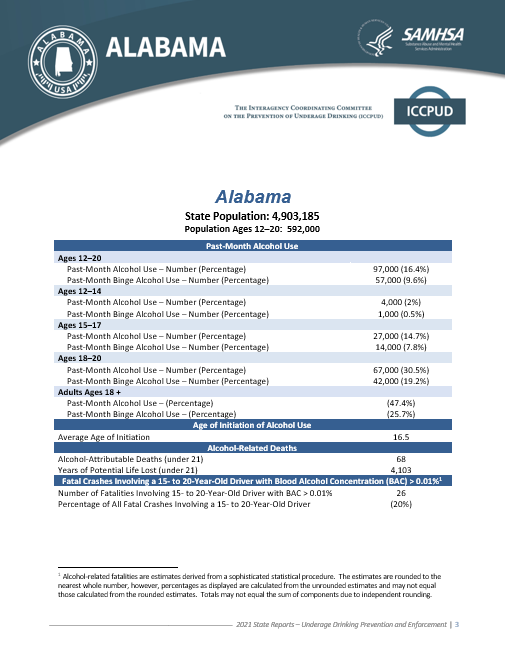 ALABAMA
ALABAMA
USA
SAMHSA
Substance Abuse and Mental Health
Services Administration
THE INTERAGENCY COORDINATING COMMITTEE
ON THE PREVENTION OF UNDERAGE DRINKING (ICCPUD)
ICCPUD
Alabama
State Population: 4,903,185
Population Ages 12–20: 592,000
Past-Month Alcohol Use
Ages 12–20
Past-Month Alcohol Use – Number (Percentage) 97,000 (16.4%)
Past-Month Binge Alcohol Use – Number (Percentage) 57,000 (9.6%)
Ages 12–14
Past-Month Alcohol Use – Number (Percentage) 4,000 (2%)
Past-Month Binge Alcohol Use – Number (Percentage) 1,000 (0.5%)
Ages 15–17
Past-Month Alcohol Use – Number (Percentage) 27,000 (14.7%)
Past-Month Binge Alcohol Use – Number (Percentage) 14,000 (7.8%)
Ages 18–20
Past-Month Alcohol Use – Number (Percentage) 67,000 (30.5%)
Past-Month Binge Alcohol Use – Number (Percentage) 42,000 (19.2%)
Adults Ages 18 +
Past-Month Alcohol Use – (Percentage) (47.4%)
Past-Month Binge Alcohol Use – (Percentage) (25.7%)
Age of Initiation of Alcohol Use
Average Age of Initiation 16.5
Alcohol-Related Deaths
Alcohol-Attributable Deaths (under 21) 68
Years of Potential Life Lost (under 21) 4,103
Fatal Crashes Involving a 15- to 20-Year-Old Driver with Blood Alcohol Concentration (BAC) > 0.01%¹
Number of Fatalities Involving 15- to 20-Year-Old Driver with BAC > 0.01% 26
Percentage of All Fatal Crashes Involving a 15- to 20-Year-Old Driver (20%)
¹ Alcohol-related fatalities are estimates derived from a sophisticated statistical procedure. The estimates are rounded to the
nearest whole number, however, percentages as displayed are calculated from the unrounded estimates and may not equal
those calculated from the rounded estimates. Totals may not equal the sum of components due to independent rounding.
2021 State Reports – Underage Drinking Prevention and Enforcement | 3